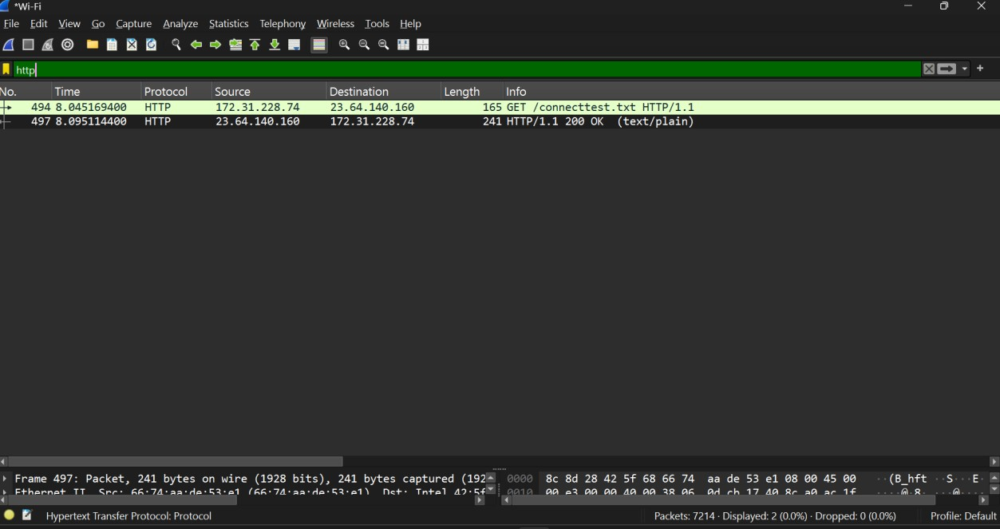 *Wi-Fi
File Edit View Go Capture Analyze Statistics Telephony Wireless Tools Help
http
No. Time Protocol Source Destination Length Info
494 8.045169400 HTTP 172.31.228.74 23.64.140.160 165 GET /connecttest.txt HTTP/1.1
497 8.095114400 HTTP 23.64.140.160 172.31.228.74 241 HTTP/1.1 200 OK (text/plain)
Frame 497: Packet, 241 bytes on wire (1928 bits), 241 bytes captured (192
0000 8c 8d 28 42 5f 68 66 74 aa de 53 e1 08 00 45 00 ··(B_hft ··S···E·
Ethernet II, Src: 66:74:aa:de:53:e1 (66:74:aa:de:53:e1), Dst: Intel_42:5f
0010 00 e3 00 00 40 00 38 06 0d cb 17 40 8c a0 ac 1f ····@·8· ···@····
Hypertext Transfer Protocol: Protocol
Packets: 7214 · Displayed: 2 (0.0%) · Dropped: 0 (0.0%)
Profile: Default